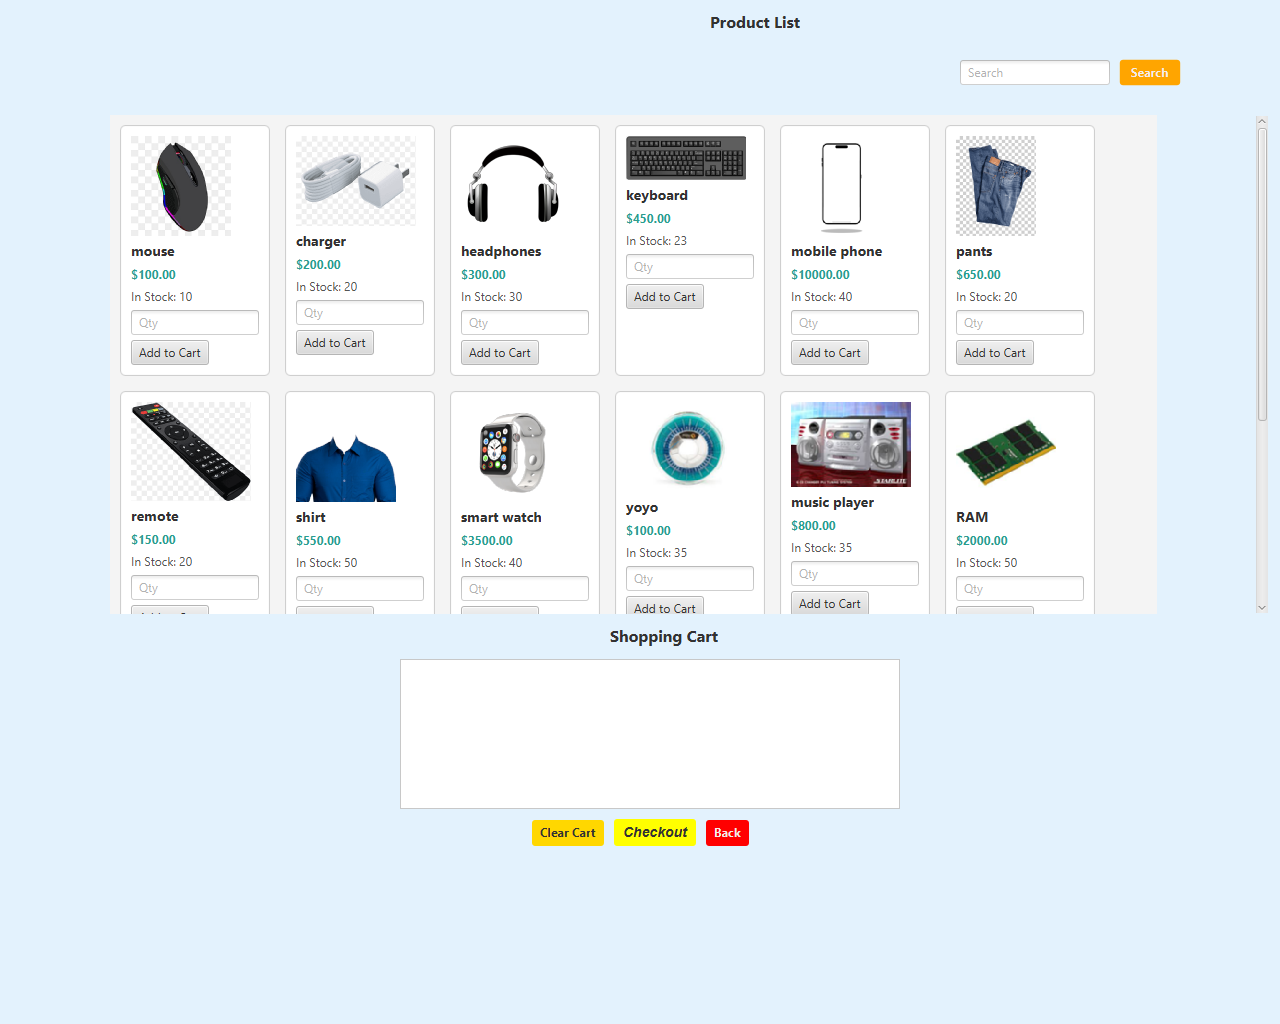 Product List
Search
Search
mouse
$100.00
In Stock: 10
Qty
Add to Cart
charger
$200.00
In Stock: 20
Qty
Add to Cart
headphones
$300.00
In Stock: 30
Qty
Add to Cart
keyboard
$450.00
In Stock: 23
Qty
Add to Cart
mobile phone
$10000.00
In Stock: 40
Qty
Add to Cart
pants
$650.00
In Stock: 20
Qty
Add to Cart
remote
$150.00
In Stock: 20
Qty
Add to Cart
shirt
$550.00
In Stock: 50
Qty
smart watch
$3500.00
In Stock: 40
Qty
yoyo
$100.00
In Stock: 35
Qty
Add to Cart
music player
$800.00
In Stock: 35
Qty
Add to Cart
RAM
$2000.00
In Stock: 50
Qty
Shopping Cart
Clear Cart
Checkout
Back